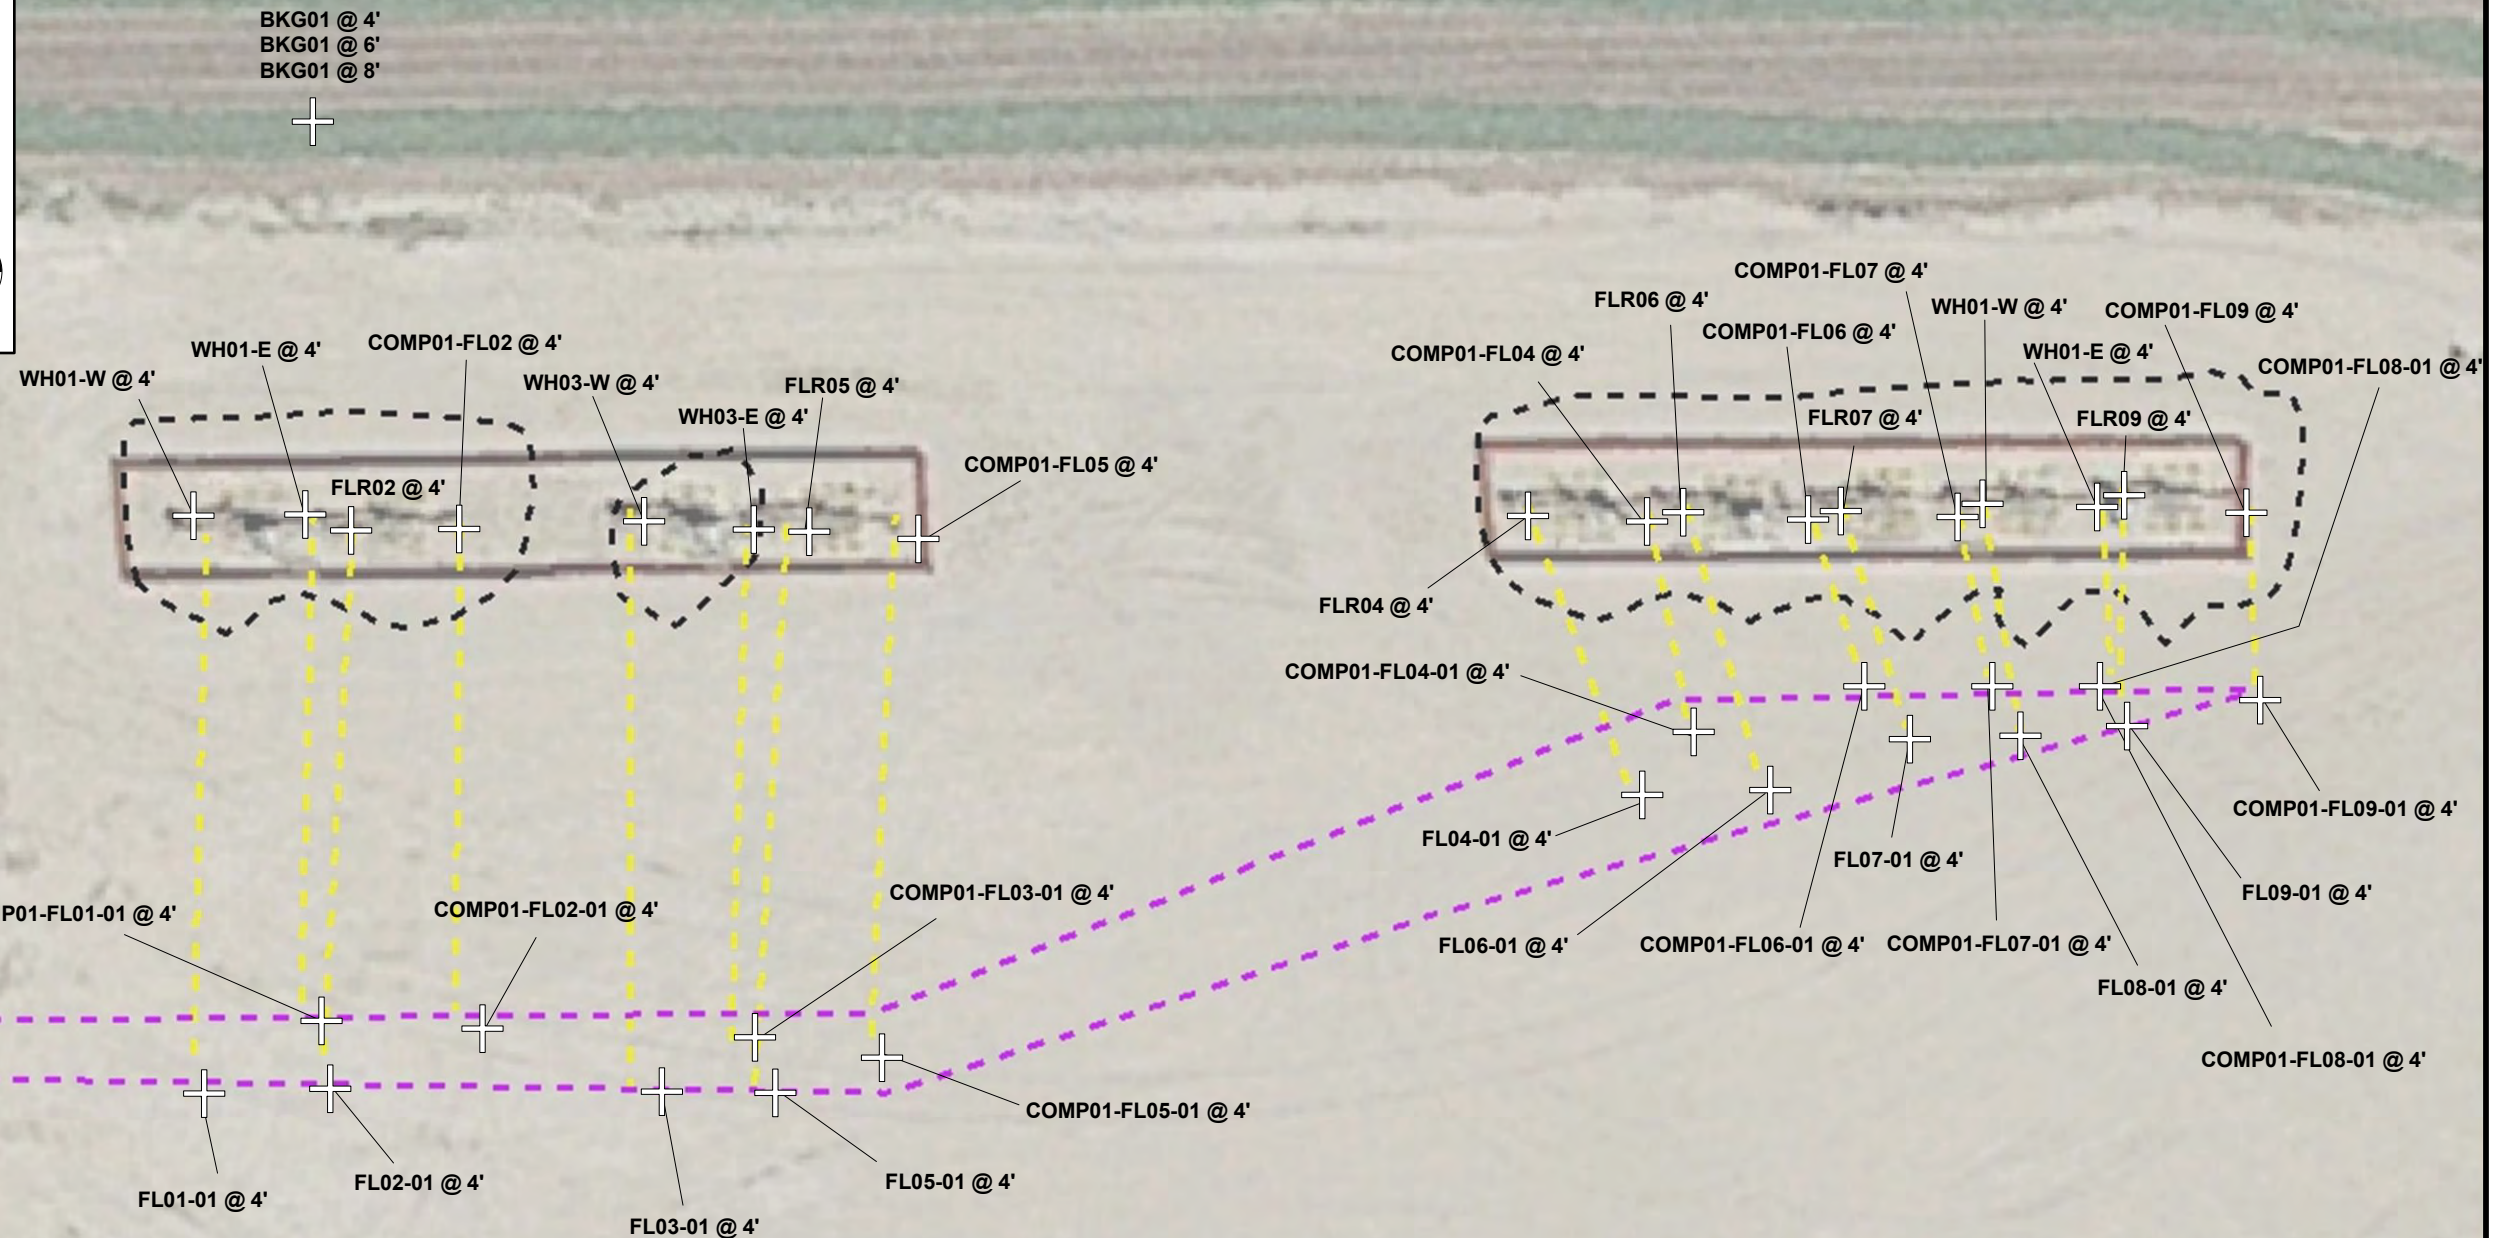 BKG01 @ 4'
BKG01 @ 6'
BKG01 @ 8'
COMP01-FL07 @ 4'
FLR06 @ 4'
WH01-W @ 4'
COMP01-FL09 @ 4'
COMP01-FL06 @ 4'
WH01-E @ 4'
COMP01-FL02 @ 4'
COMP01-FL04 @ 4'
WH01-E @ 4'
COMP01-FL08-01 @ 4'
WH01-W @ 4'
WH03-W @ 4'
FLR05 @ 4'
WH03-E @ 4'
FLR07 @ 4'
FLR09 @ 4'
COMP01-FL05 @ 4'
FLR02 @ 4'
FLR04 @ 4'
COMP01-FL04-01 @ 4'
COMP01-FL09-01 @ 4'
FL04-01 @ 4'
FL07-01 @ 4'
COMP01-FL03-01 @ 4'
FL09-01 @ 4'
P01-FL01-01 @ 4'
COMP01-FL02-01 @ 4'
FL06-01 @ 4'
COMP01-FL06-01 @ 4'
COMP01-FL07-01 @ 4'
FL08-01 @ 4'
COMP01-FL08-01 @ 4'
COMP01-FL05-01 @ 4'
FL02-01 @ 4'
FL05-01 @ 4'
FL01-01 @ 4'
FL03-01 @ 4'